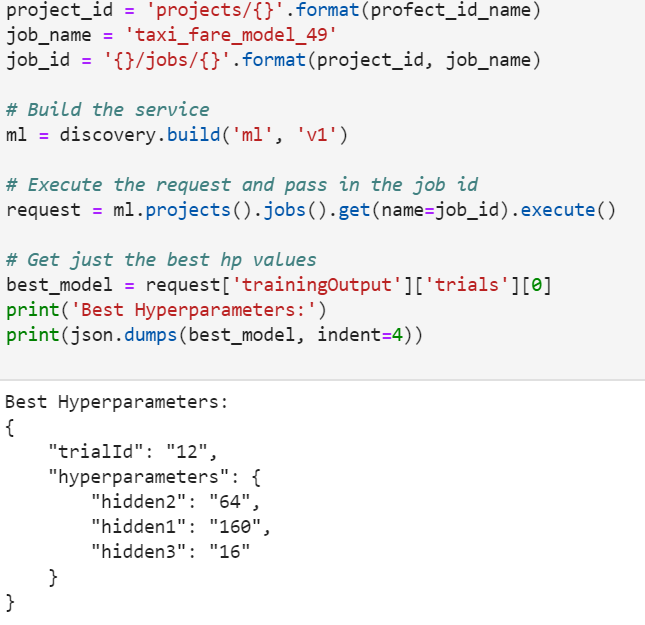 project_id = 'projects/{}'.format(profect_id_name)
job_name = 'taxi_fare_model_49'
job_id = '{}/jobs/{}'.format(project_id, job_name)
# Build the service
ml = discovery.build('ml', 'v1')
# Execute the request and pass in the job id
request = ml.projects().jobs().get(name=job_id).execute()
# Get just the best hp values
best_model = request['trainingOutput']['trials'][0]
print('Best Hyperparameters:')
print(json.dumps(best_model, indent=4))
Best Hyperparameters:
{
    "trialId": "12",
    "hyperparameters": {
        "hidden2": "64",
        "hidden1": "160",
        "hidden3": "16"
    }
}